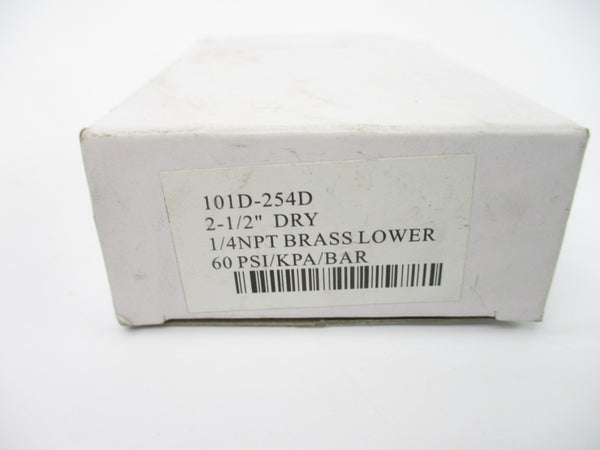 101D-254D
2-1/2" DRY
1/4NPT BRASS LOWER
60 PSI/KPA/BAR